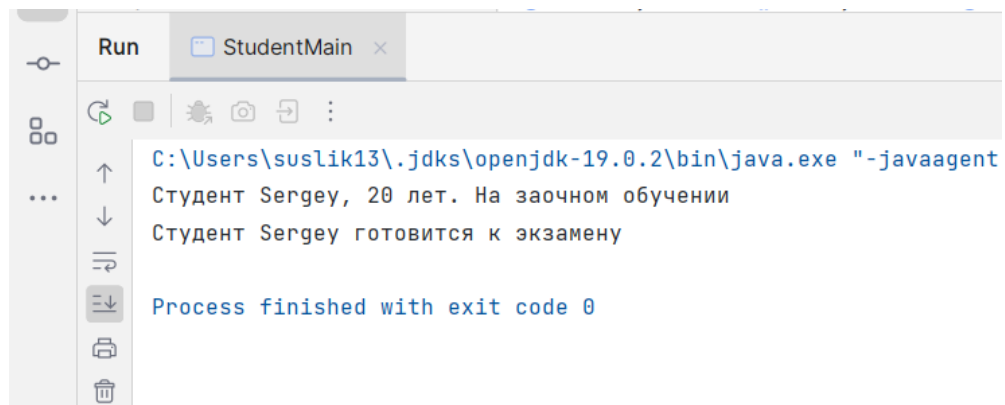 Run StudentMain
C:\Users\suslik13\.jdks\openjdk-19.0.2\bin\java.exe "-javaagent
Студент Sergey, 20 лет. На заочном обучении
Студент Sergey готовится к экзамену
Process finished with exit code 0